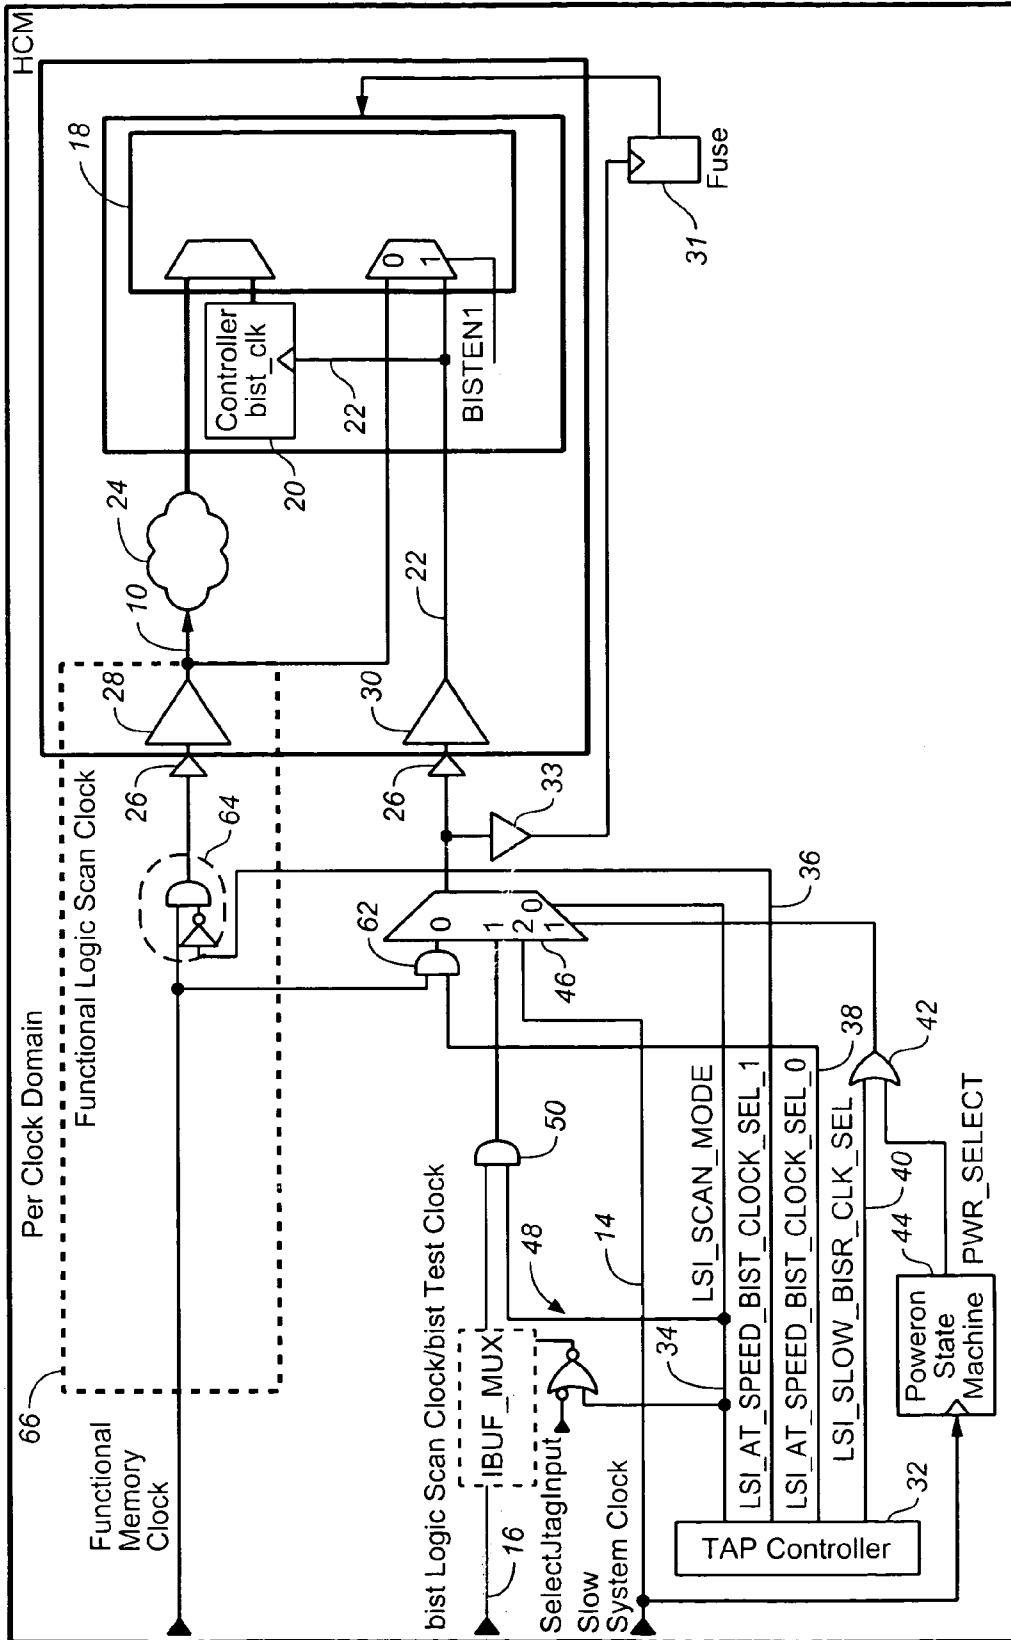 HCM
Per Clock Domain
66
Functional Logic Scan Clock
Functional
Memory
Clock
64
26
28
10
24
18
Controller
bist_clk
20
22
0
1
BISTEN1
22
30
26
33
31
Fuse
62
0
1
2
0
1
46
bist Logic Scan Clock/bist Test Clock
16
IBUF_MUX
50
48
SelectJtagInput
Slow
System Clock
14
34
LSI_SCAN_MODE
LSI_AT_SPEED_BIST_CLOCK_SEL_1
36
LSI_AT_SPEED_BIST_CLOCK_SEL_0
38
LSI_SLOW_BISR_CLK_SEL
40
42
TAP Controller
32
Poweron
State
Machine
44
PWR_SELECT